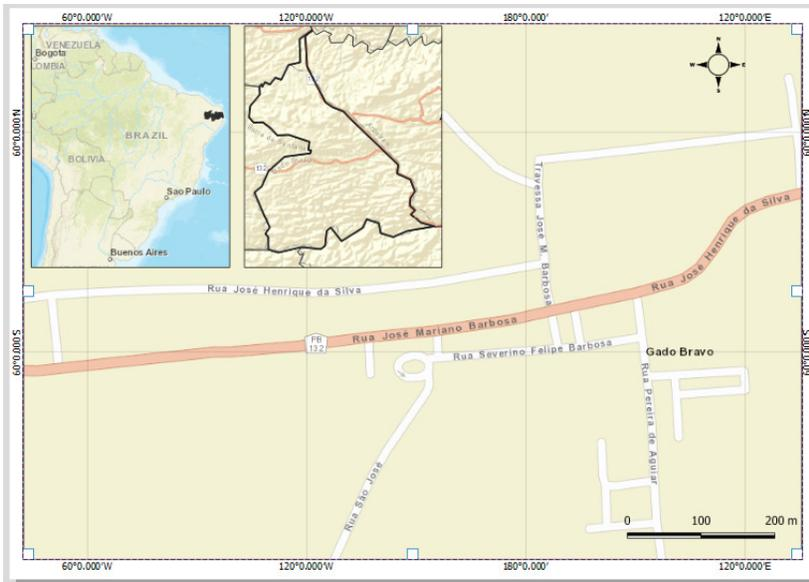 60°0.000'W
120°0.000'W
180°0.000'
120°0.000'E
VENEZUELA
Bogota
LOMBIA
BRAZIL
BOLIVIA
Sao Paulo
Buenos Aires
132
N
W
E
S
60°0.000'N
60°0.000'S
Travessa José M. Barbosa
Rua José Henrique da Silva
Rua José Henrique da Silva
Rua José Mariano Barbosa
PB
132
Rua Severino Felipe Barbosa
Gado Bravo
Rua Pereira de Aguiar
Rua São José
0
100
200 m
60°0.000'W
120°0.000'W
180°0.000'
120°0.000'E